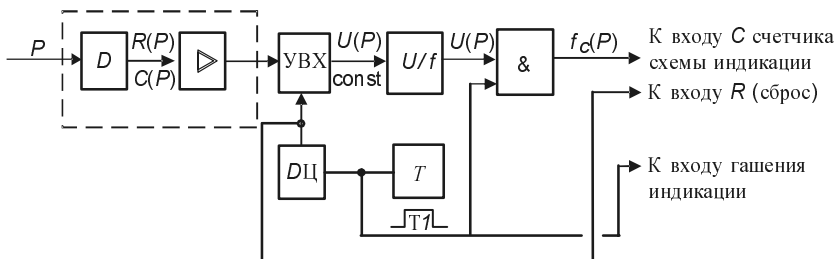 P
D
R(P)
C(P)
УВХ
U(P)
const
U/f
U(P)
&
f_c(P)
К входу C счетчика
схемы индикации
К входу R (сброс)
DЦ
T
T1
К входу гашения
индикации